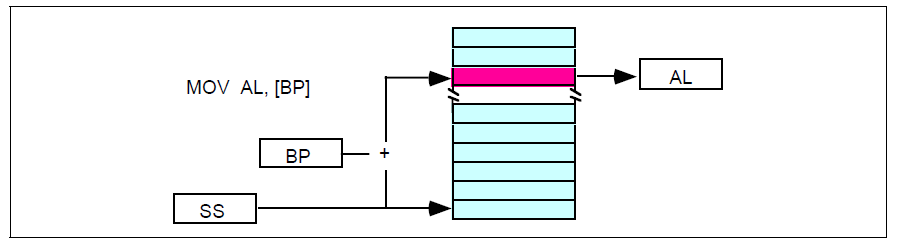 MOV AL, [BP]
AL
BP
+
SS